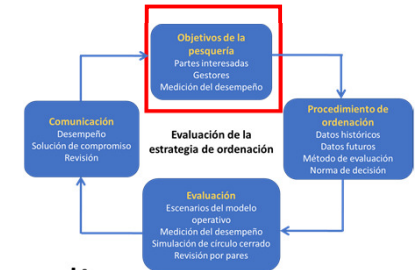 Objetivos de la
pesquería
Partes interesadas
Gestores
Medición del desempeño
Comunicación
Desempeño
Solución de compromiso
Revisión
Evaluación de la
estrategia de ordenación
Procedimiento de
ordenación
Datos históricos
Datos futuros
Método de evaluación
Norma de decisión
Evaluación
Escenarios del modelo
operativo
Medición del desempeño
Simulación de círculo cerrado
Revisión por pares